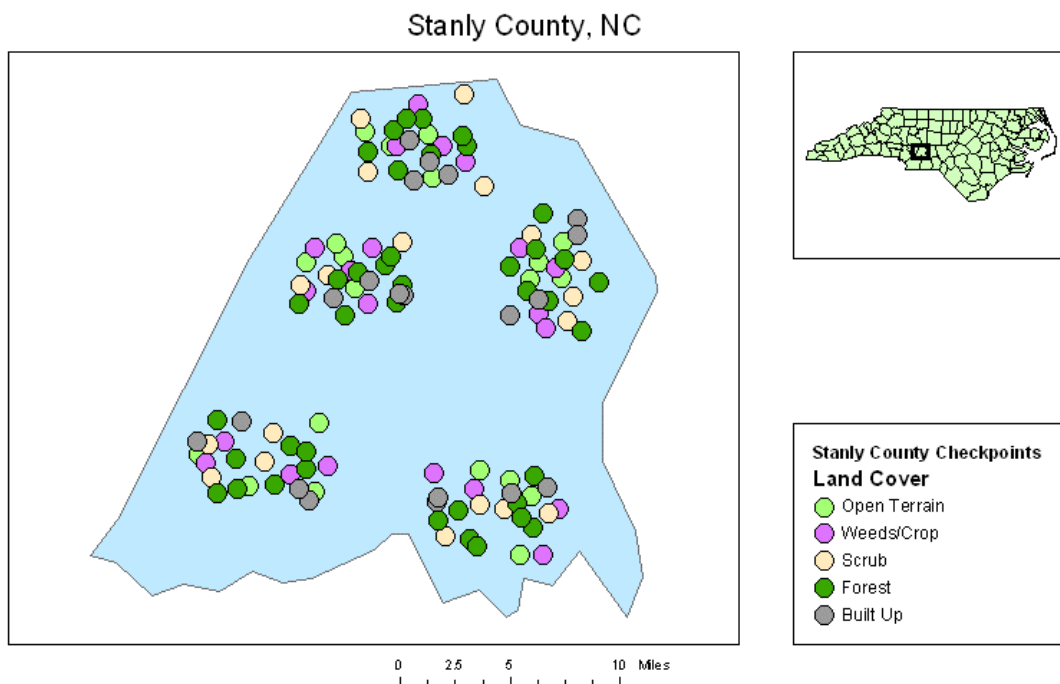 Stanly County, NC
Stanly County Checkpoints
Land Cover
Open Terrain
Weeds/Crop
Scrub
Forest
Built Up
0 2.5 5 10 Miles